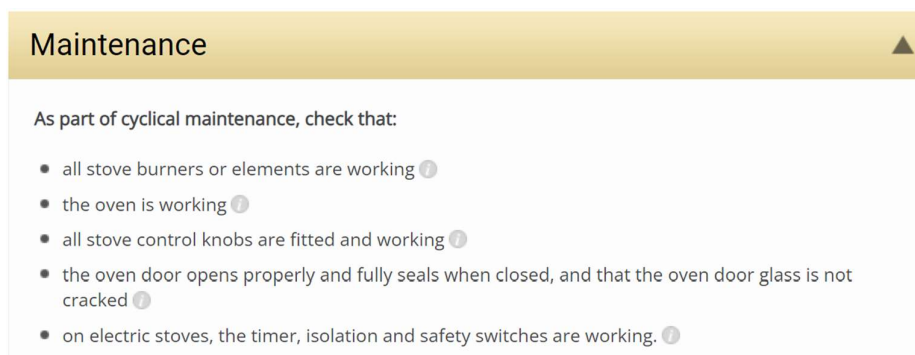 Maintenance
As part of cyclical maintenance, check that:
all stove burners or elements are working
the oven is working
all stove control knobs are fitted and working
the oven door opens properly and fully seals when closed, and that the oven door glass is not
cracked
on electric stoves, the timer, isolation and safety switches are working.